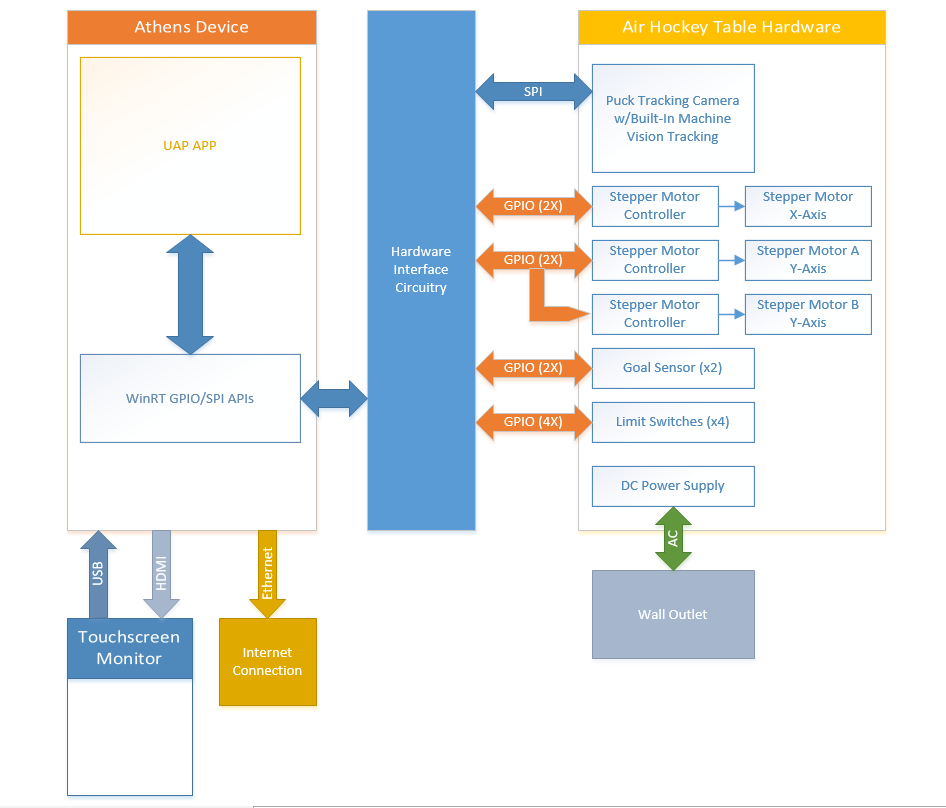 Athens Device
UAP APP
WinRT GPIO/SPI APIs
USB
HDMI
Ethernet
Touchscreen
Monitor
Internet
Connection
Hardware
Interface
Circuitry
Air Hockey Table Hardware
SPI
Puck Tracking Camera
w/Built-In Machine
Vision Tracking
GPIO (2X)
Stepper Motor
Controller
Stepper Motor
X-Axis
GPIO (2X)
Stepper Motor
Controller
Stepper Motor A
Y-Axis
Stepper Motor
Controller
Stepper Motor B
Y-Axis
GPIO (2X)
Goal Sensor (x2)
GPIO (4X)
Limit Switches (x4)
DC Power Supply
AC
Wall Outlet